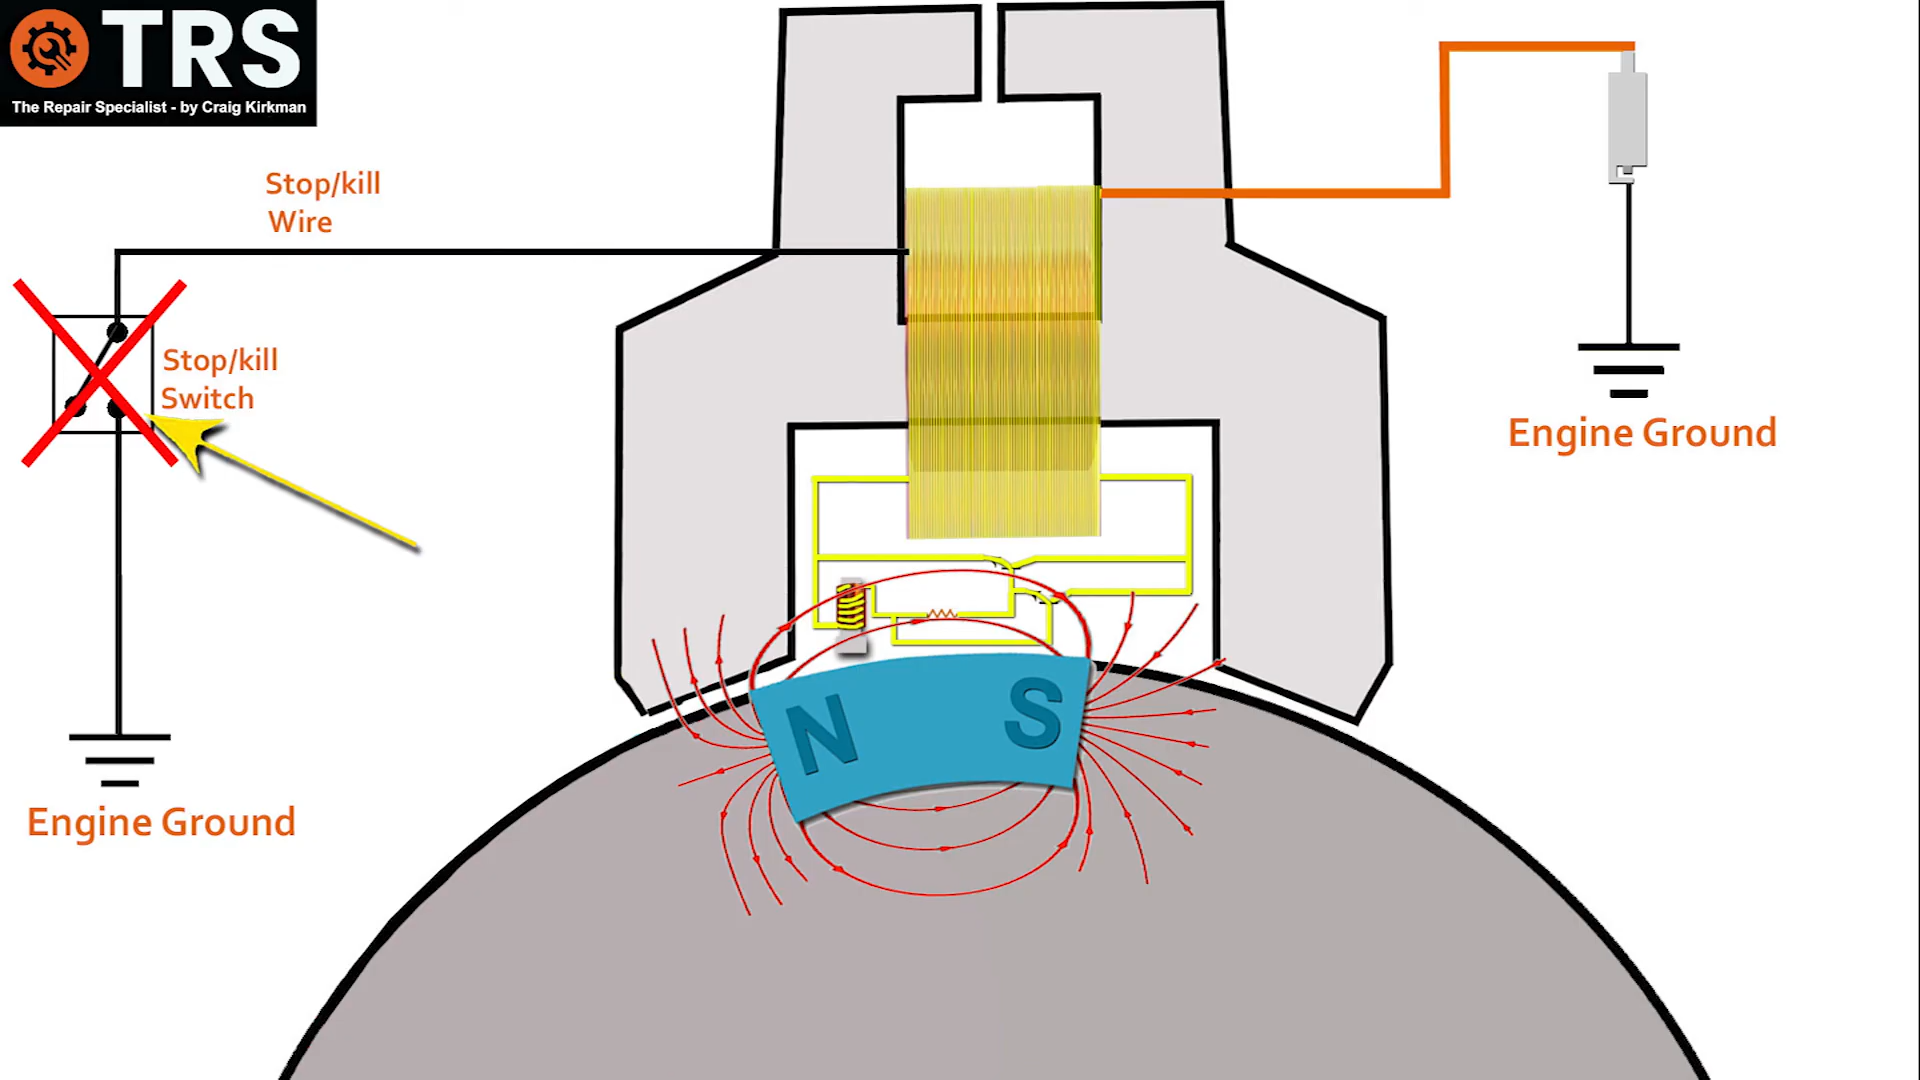 TRS
The Repair Specialist - by Craig Kirkman
Stop/kill
Wire
Stop/kill
Switch
Engine Ground
Engine Ground
N S